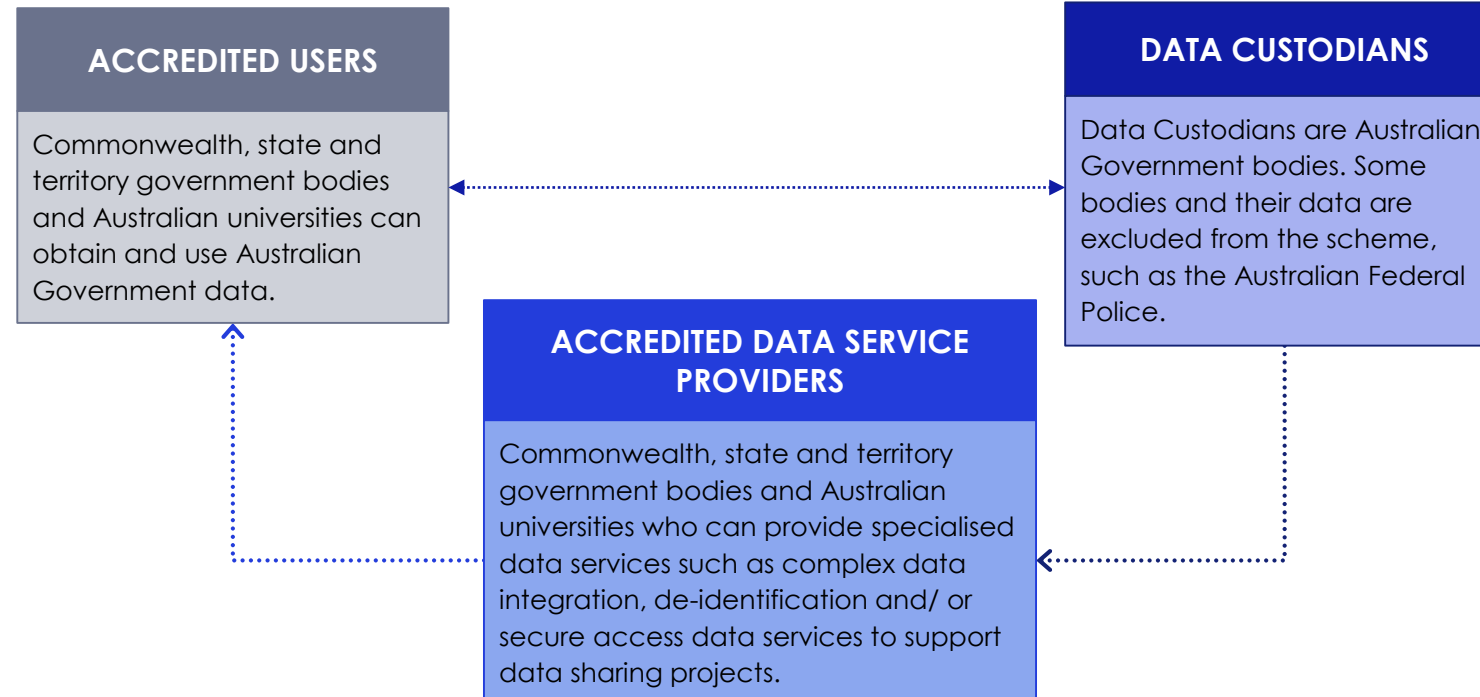 ACCREDITED USERS
Commonwealth, state and
territory government bodies
and Australian universities can
obtain and use Australian
Government data.
DATA CUSTODIANS
Data Custodians are Australian
Government bodies. Some
bodies and their data are
excluded from the scheme,
such as the Australian Federal
Police.
ACCREDITED DATA SERVICE
PROVIDERS
Commonwealth, state and territory
government bodies and Australian
universities who can provide specialised
data services such as complex data
integration, de-identification and/ or
secure access data services to support
data sharing projects.